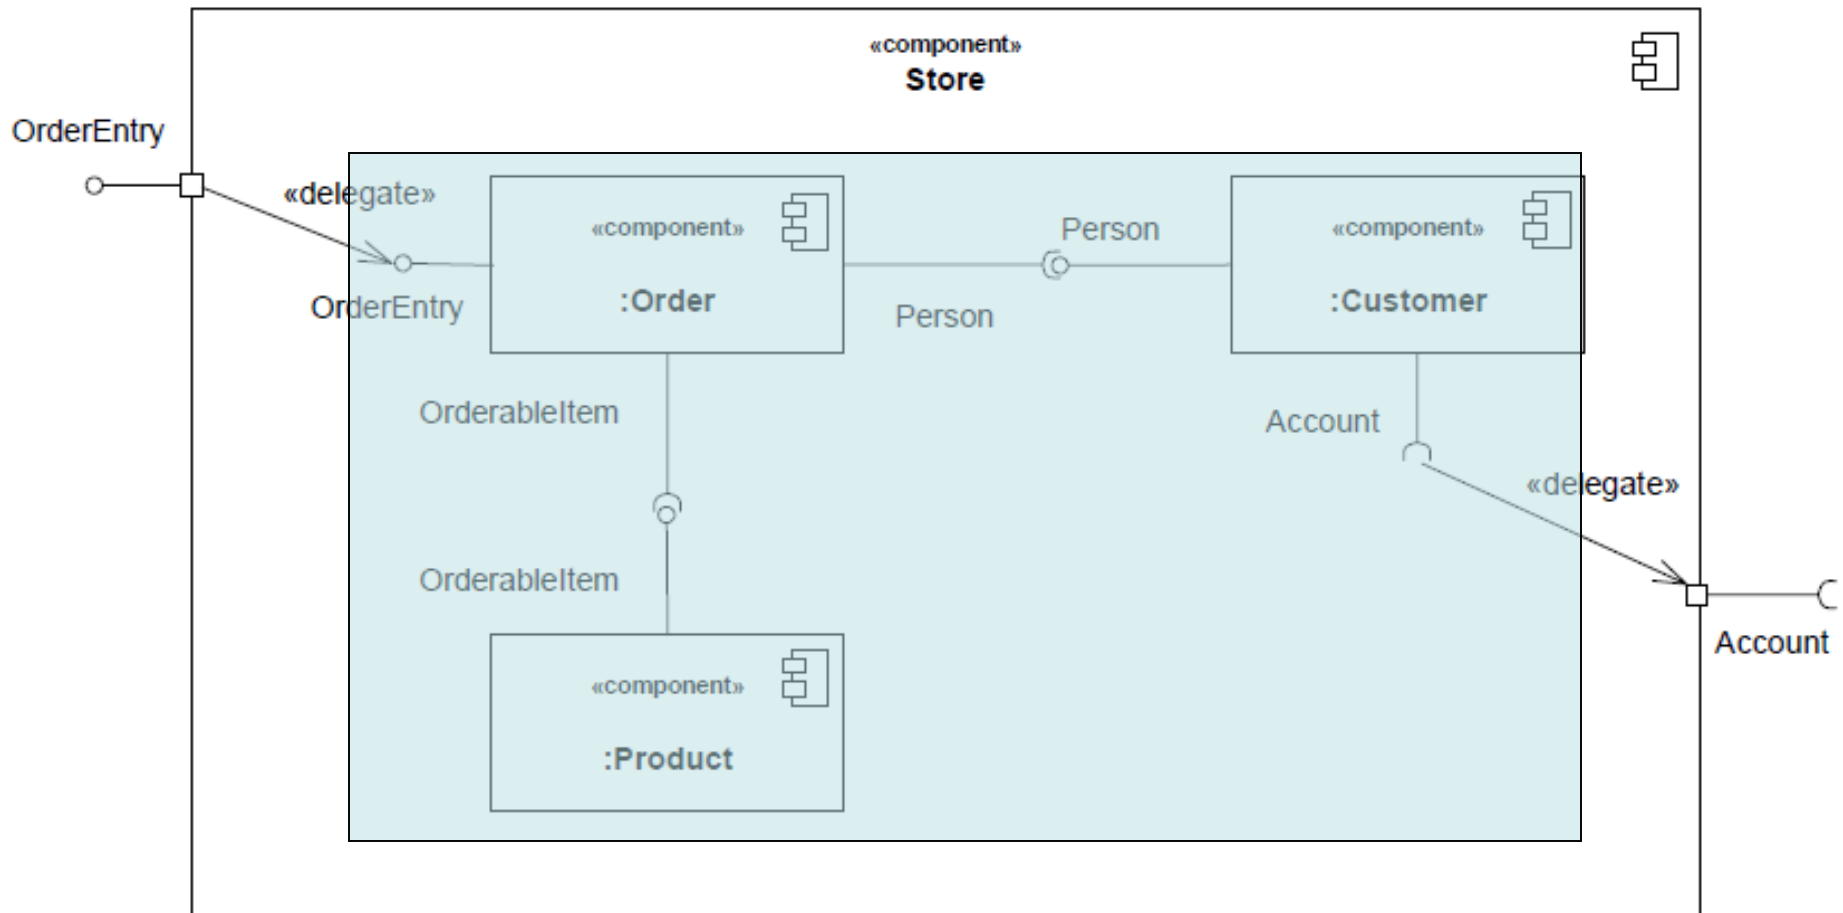 «component»
Store
OrderEntry
«delegate»
«component»
:Order
OrderEntry
Person
Person
«component»
:Customer
OrderableItem
Account
«delegate»
OrderableItem
Account
«component»
:Product